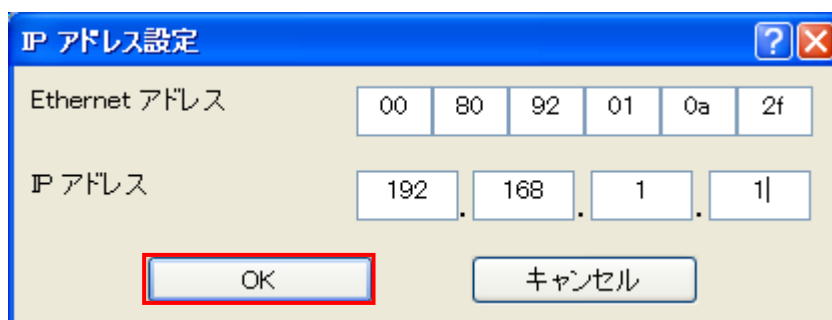 IP アドレス設定
Ethernet アドレス 00 80 92 01 0a 2f
IP アドレス 192 . 168 . 1 . 1
OK キャンセル